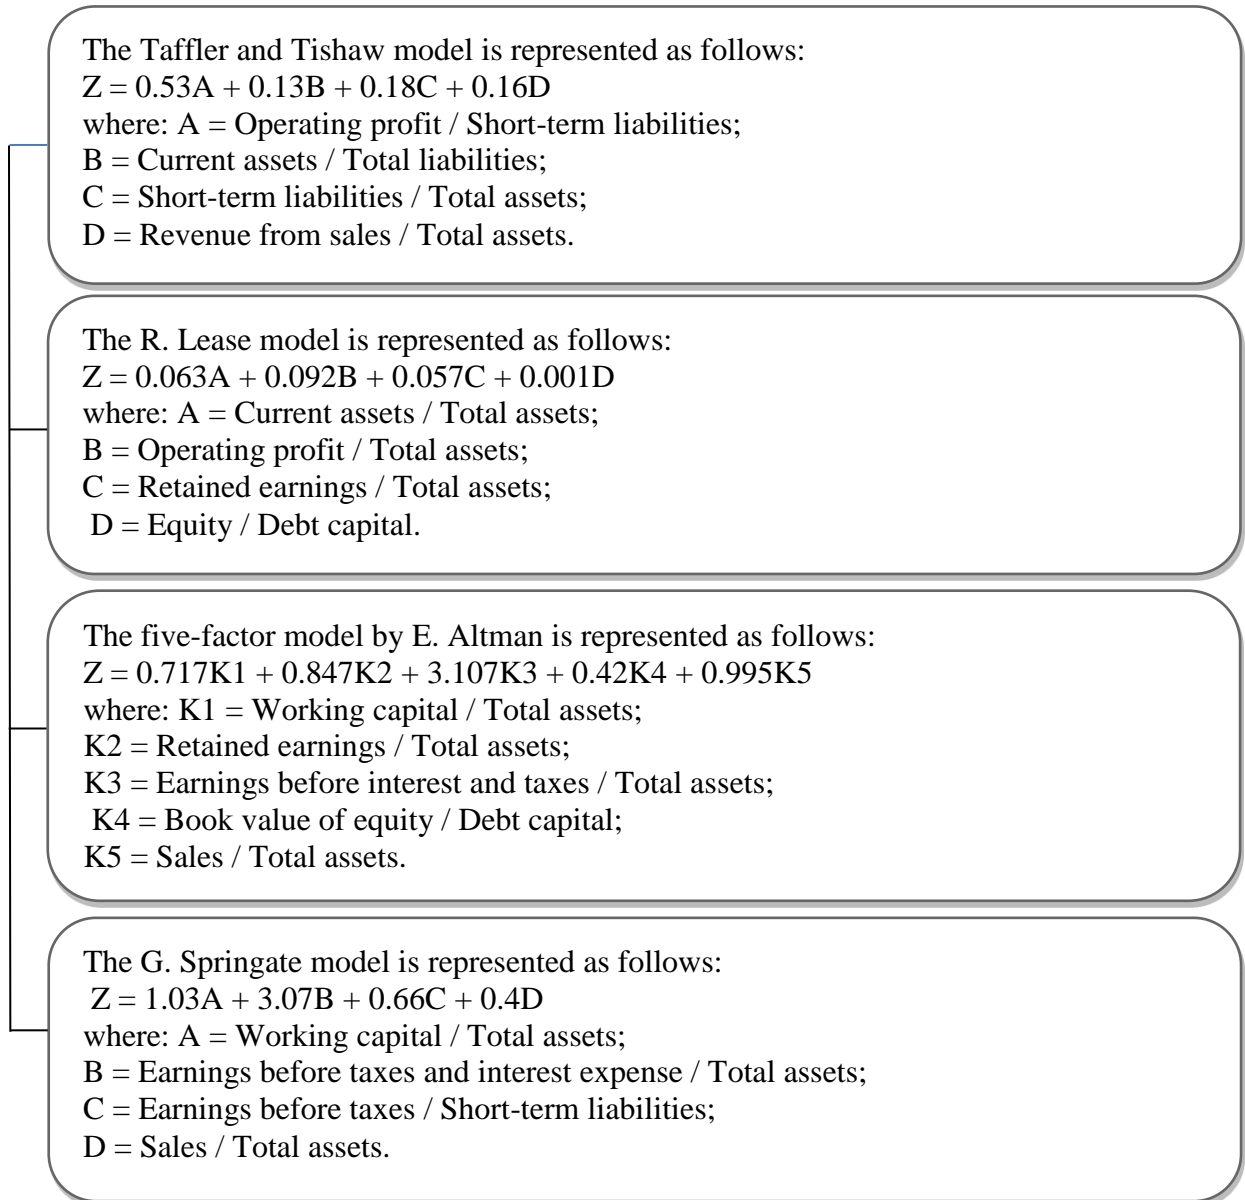 The Taffler and Tishaw model is represented as follows:
Z = 0.53A + 0.13B + 0.18C + 0.16D
where: A = Operating profit / Short-term liabilities;
B = Current assets / Total liabilities;
C = Short-term liabilities / Total assets;
D = Revenue from sales / Total assets.
The R. Lease model is represented as follows:
Z = 0.063A + 0.092B + 0.057C + 0.001D
where: A = Current assets / Total assets;
B = Operating profit / Total assets;
C = Retained earnings / Total assets;
D = Equity / Debt capital.
The five-factor model by E. Altman is represented as follows:
Z = 0.717K1 + 0.847K2 + 3.107K3 + 0.42K4 + 0.995K5
where: K1 = Working capital / Total assets;
K2 = Retained earnings / Total assets;
K3 = Earnings before interest and taxes / Total assets;
K4 = Book value of equity / Debt capital;
K5 = Sales / Total assets.
The G. Springate model is represented as follows:
Z = 1.03A + 3.07B + 0.66C + 0.4D
where: A = Working capital / Total assets;
B = Earnings before taxes and interest expense / Total assets;
C = Earnings before taxes / Short-term liabilities;
D = Sales / Total assets.